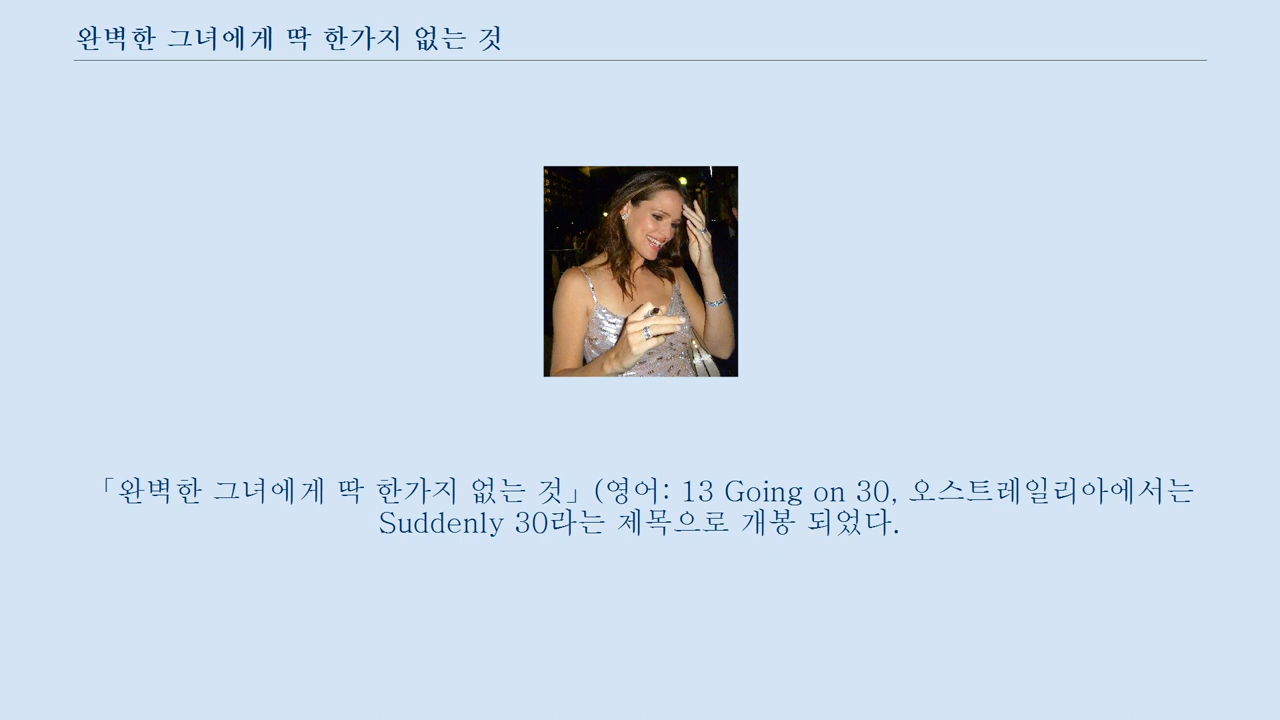 완벽한 그녀에게 딱 한가지 없는 것
「완벽한 그녀에게 딱 한가지 없는 것」(영어: 13 Going on 30, 오스트레일리아에서는
Suddenly 30라는 제목으로 개봉 되었다.